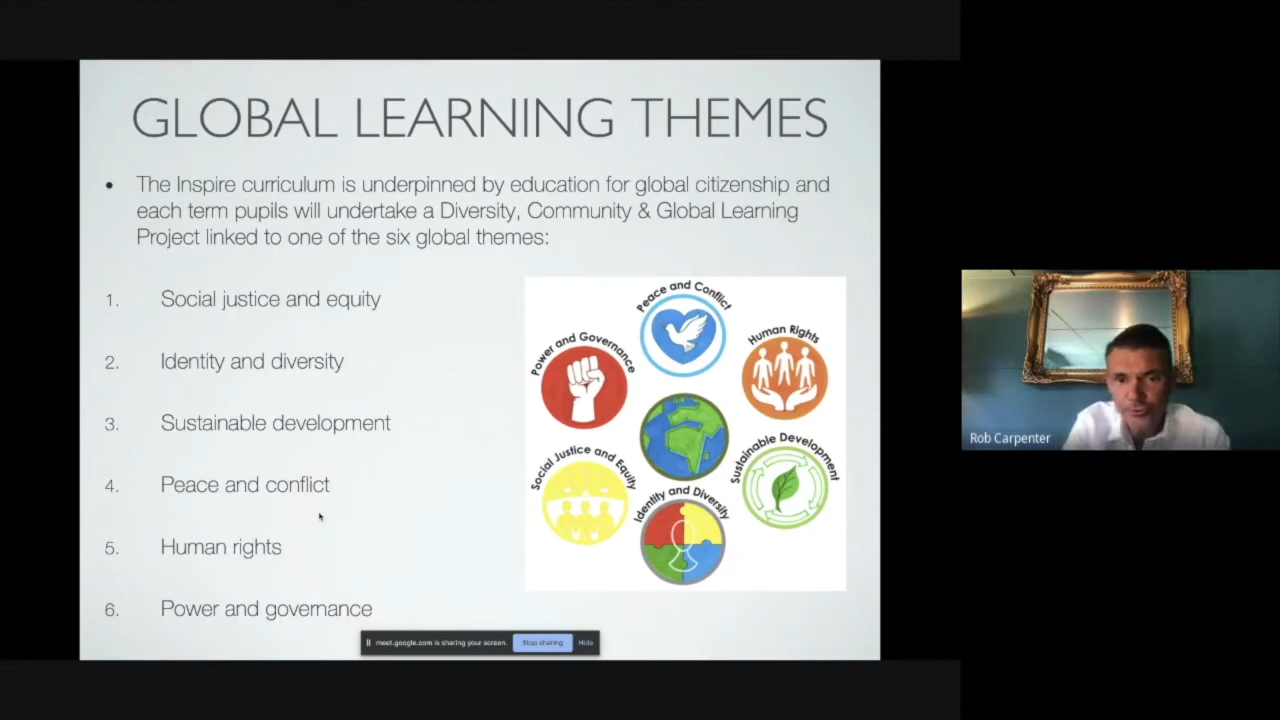 GLOBAL LEARNING THEMES
• The Inspire curriculum is underpinned by education for global citizenship and
each term pupils will undertake a Diversity, Community & Global Learning
Project linked to one of the six global themes:
1. Social justice and equity
2. Identity and diversity
3. Sustainable development
4. Peace and conflict
5. Human rights
6. Power and governance
Peace and Conflict
Power and Governance
Human Rights
Social Justice and Equity
Sustainable Development
Identity and Diversity
meet.google.com is sharing your screen. Stop sharing Hide
Rob Carpenter